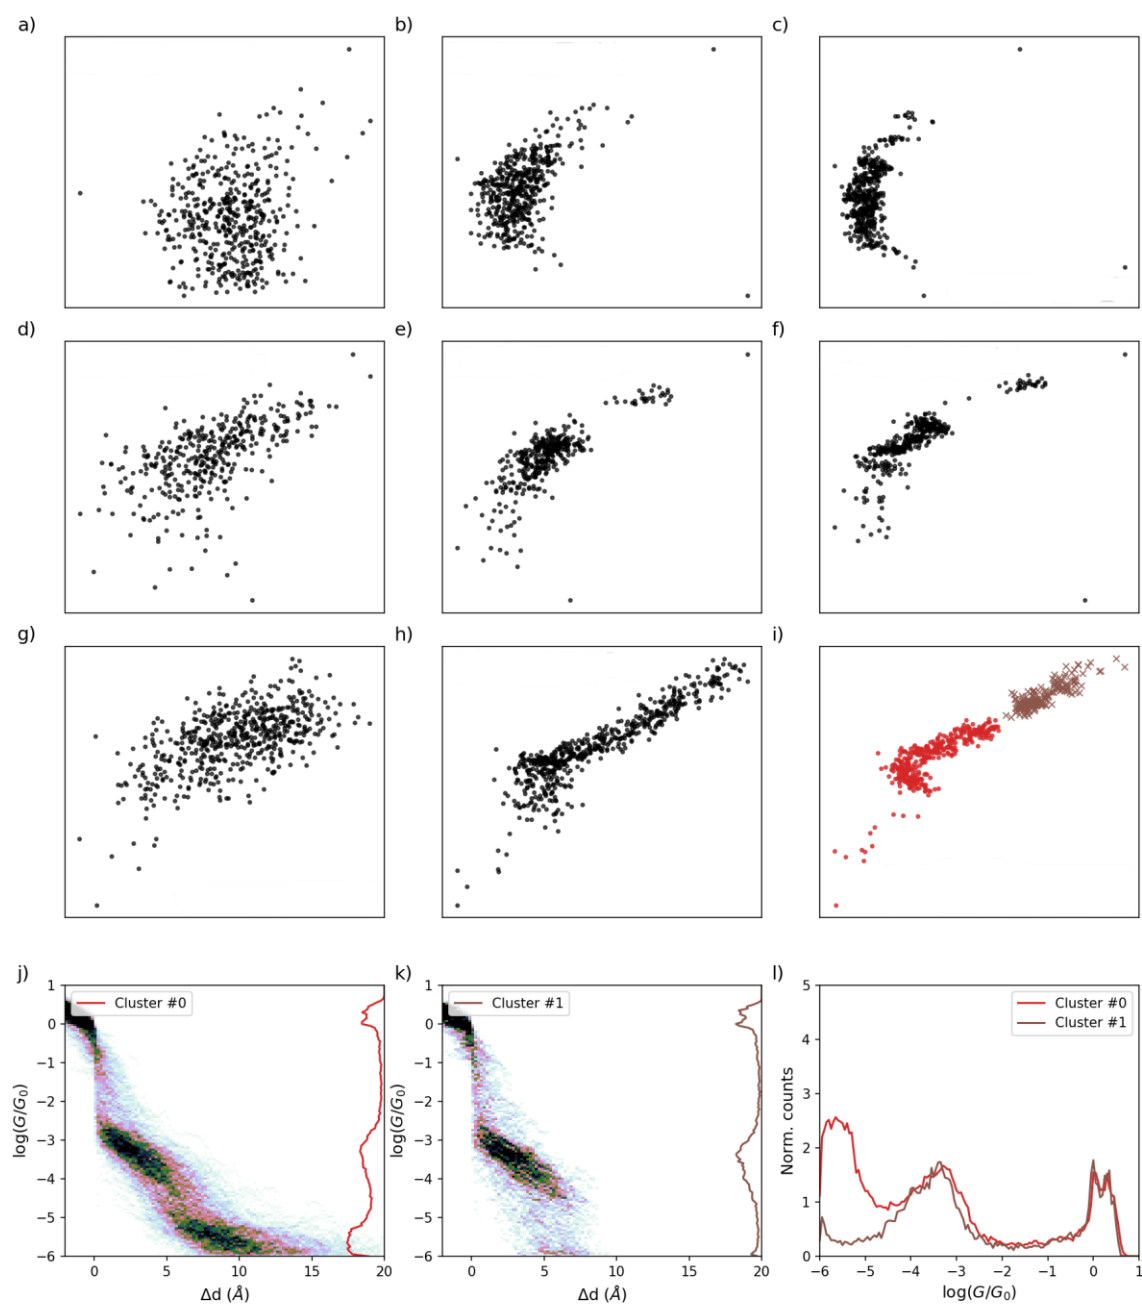 a)
b)
c)
d)
e)
f)
g)
h)
i)
j)
k)
l)
1
0
−1
−2
−3
−4
−5
−6
log(G/G₀)
Cluster #0
0
5
10
15
20
Δd (Å)
1
0
−1
−2
−3
−4
−5
−6
log(G/G₀)
Cluster #1
0
5
10
15
20
Δd (Å)
5
4
3
2
1
0
Norm. counts
Cluster #0
Cluster #1
−6
−5
−4
−3
−2
−1
0
1
log(G/G₀)